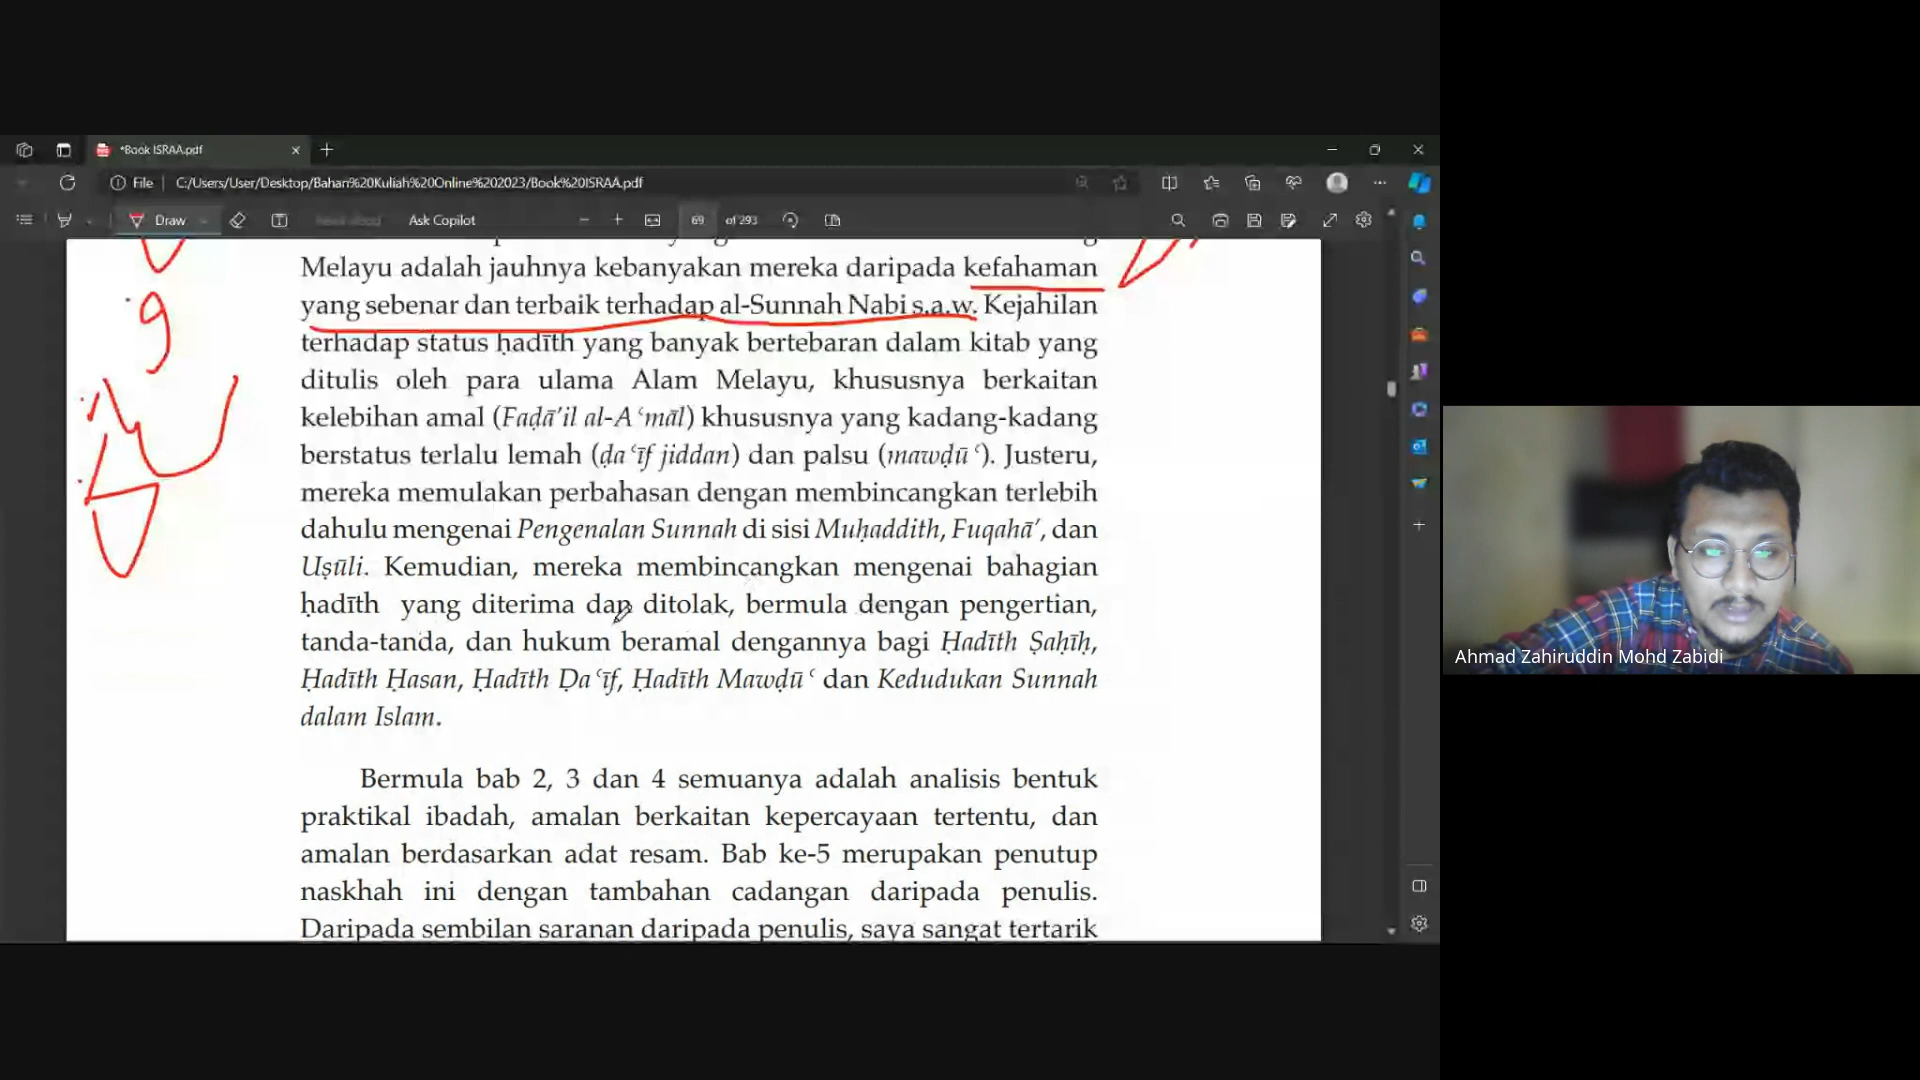 *Book ISRAA.pdf
File
C:/Users/User/Desktop/Bahan%20Kuliah%20Online%202023/Book%20ISRAA.pdf
Draw
Ask Copilot
69
of 293
Melayu adalah jauhnya kebanyakan mereka daripada kefahaman
yang sebenar dan terbaik terhadap al-Sunnah Nabi s.a.w. Kejahilan
terhadap status ḥadīth yang banyak bertebaran dalam kitab yang
ditulis oleh para ulama Alam Melayu, khususnya berkaitan
kelebihan amal (Faḍā’il al-A‘māl) khususnya yang kadang-kadang
berstatus terlalu lemah (ḍa‘īf jiddan) dan palsu (mawḍū‘). Justeru,
mereka memulakan perbahasan dengan membincangkan terlebih
dahulu mengenai Pengenalan Sunnah di sisi Muḥaddith, Fuqahā’, dan
Uṣūli. Kemudian, mereka membincangkan mengenai bahagian
ḥadīth yang diterima dan ditolak, bermula dengan pengertian,
tanda-tanda, dan hukum beramal dengannya bagi Ḥadīth Ṣaḥīḥ,
Ḥadīth Ḥasan, Ḥadīth Ḍa‘īf, Ḥadīth Mawḍū‘ dan Kedudukan Sunnah
dalam Islam.
Bermula bab 2, 3 dan 4 semuanya adalah analisis bentuk
praktikal ibadah, amalan berkaitan kepercayaan tertentu, dan
amalan berdasarkan adat resam. Bab ke-5 merupakan penutup
naskhah ini dengan tambahan cadangan daripada penulis.
Daripada sembilan saranan daripada penulis, saya sangat tertarik
Ahmad Zahiruddin Mohd Zabidi